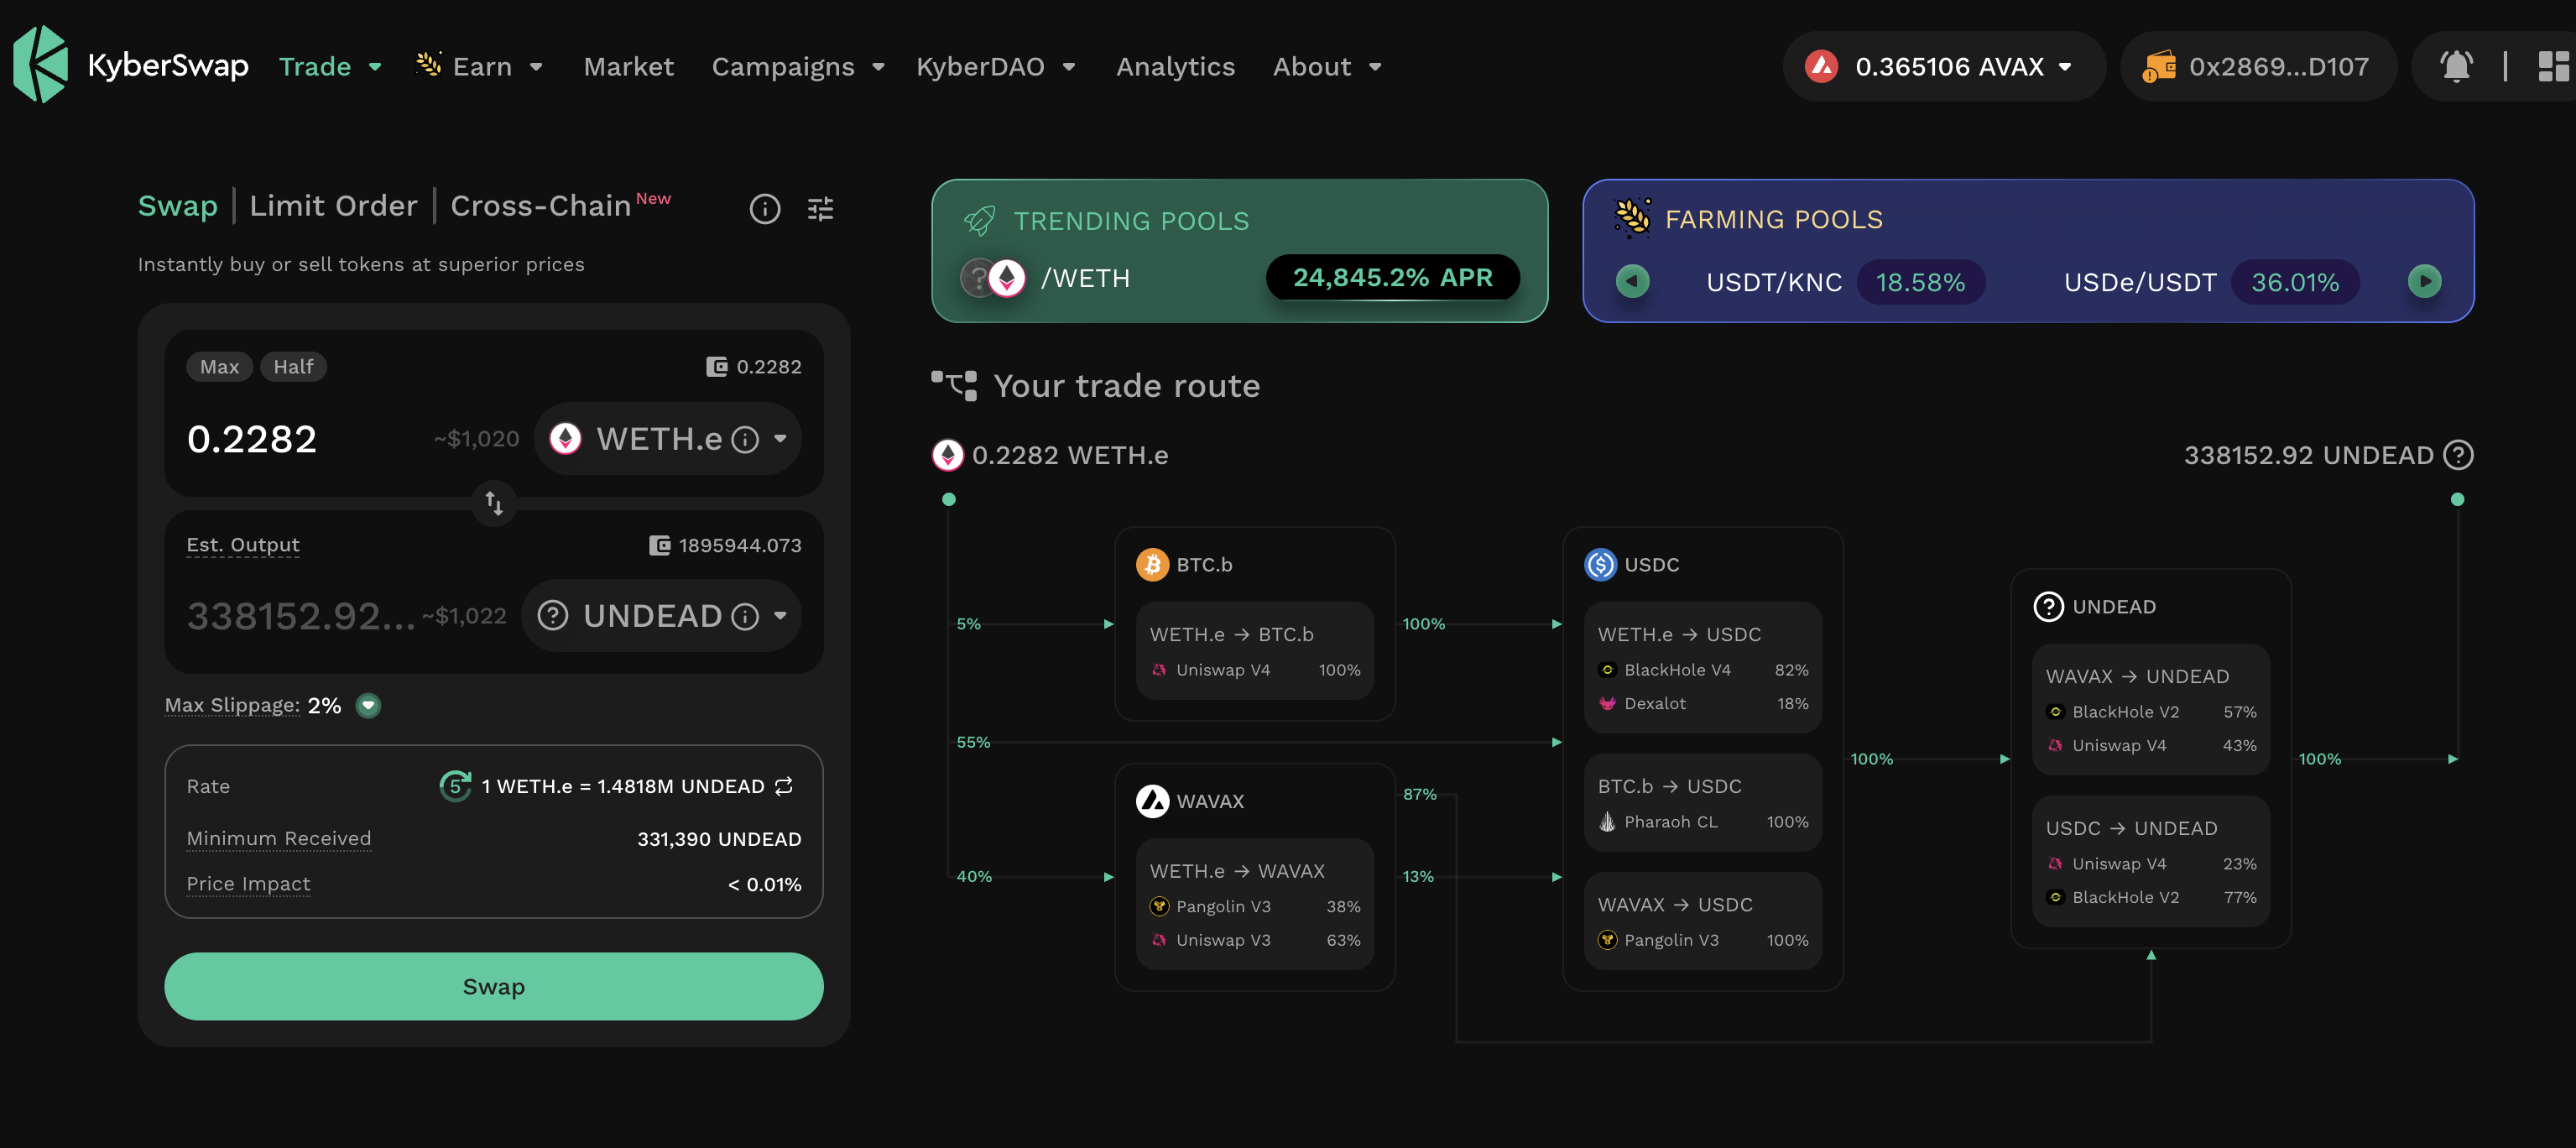 KyberSwap Trade Earn Market Campaigns KyberDAO Analytics About 0.365106 AVAX 0x2869...D107
Swap | Limit Order | Cross-Chain New
Instantly buy or sell tokens at superior prices
Max Half 0.2282
0.2282 ~$1,020 WETH.e
Est. Output 1895944.073
338152.92... ~$1,022 UNDEAD
Max Slippage: 2%
Rate 5 1 WETH.e = 1.4818M UNDEAD
Minimum Received 331,390 UNDEAD
Price Impact < 0.01%
Swap
TRENDING POOLS
/WETH 24,845.2% APR
FARMING POOLS
USDT/KNC 18.58% USDe/USDT 36.01%
Your trade route
0.2282 WETH.e 338152.92 UNDEAD
5%
55%
40%
BTC.b
WETH.e → BTC.b
Uniswap V4 100%
100%
WAVAX
WETH.e → WAVAX
Pangolin V3 38%
Uniswap V3 63%
87%
13%
USDC
WETH.e → USDC
BlackHole V4 82%
Dexalot 18%
BTC.b → USDC
Pharaoh CL 100%
WAVAX → USDC
Pangolin V3 100%
100%
UNDEAD
WAVAX → UNDEAD
BlackHole V2 57%
Uniswap V4 43%
USDC → UNDEAD
Uniswap V4 23%
BlackHole V2 77%
100%